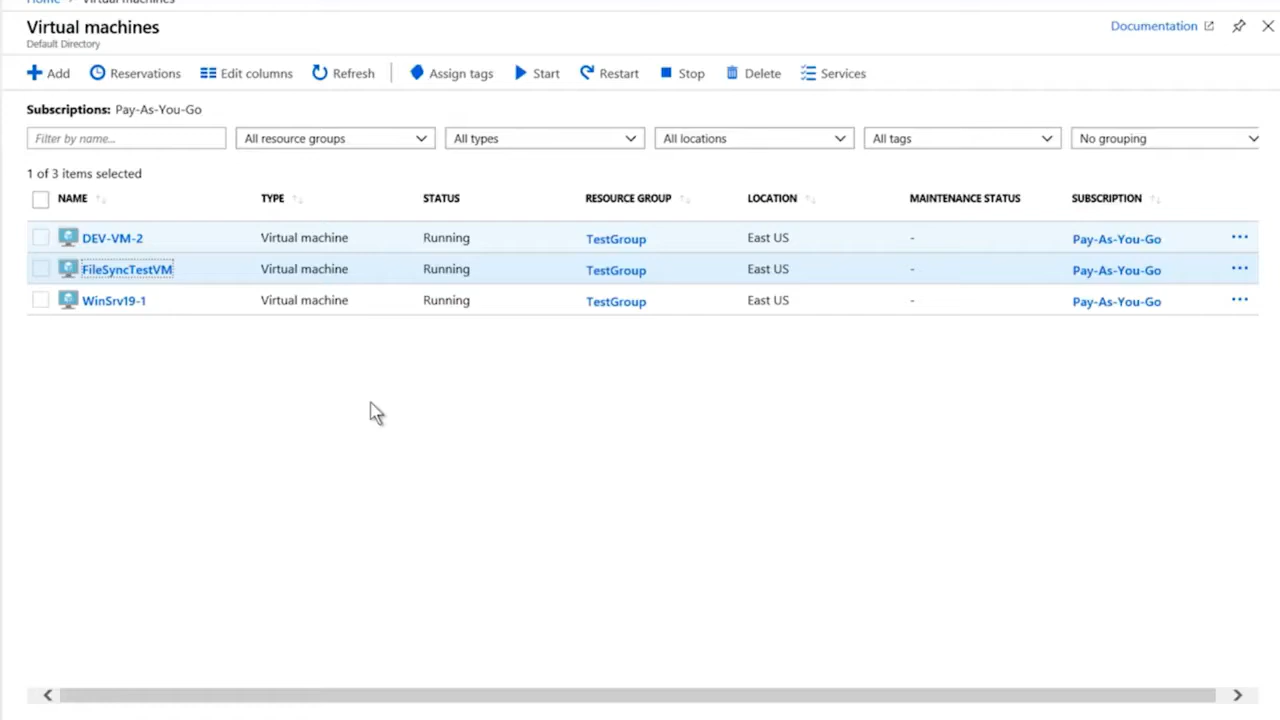 Home > Virtual machines
Virtual machines
Default Directory
Documentation
Add Reservations Edit columns Refresh Assign tags Start Restart Stop Delete Services
Subscriptions: Pay-As-You-Go
Filter by name... All resource groups All types All locations All tags No grouping
1 of 3 items selected
NAME TYPE STATUS RESOURCE GROUP LOCATION MAINTENANCE STATUS SUBSCRIPTION
DEV-VM-2 Virtual machine Running TestGroup East US - Pay-As-You-Go
FileSyncTestVM Virtual machine Running TestGroup East US - Pay-As-You-Go
WinSrv19-1 Virtual machine Running TestGroup East US - Pay-As-You-Go